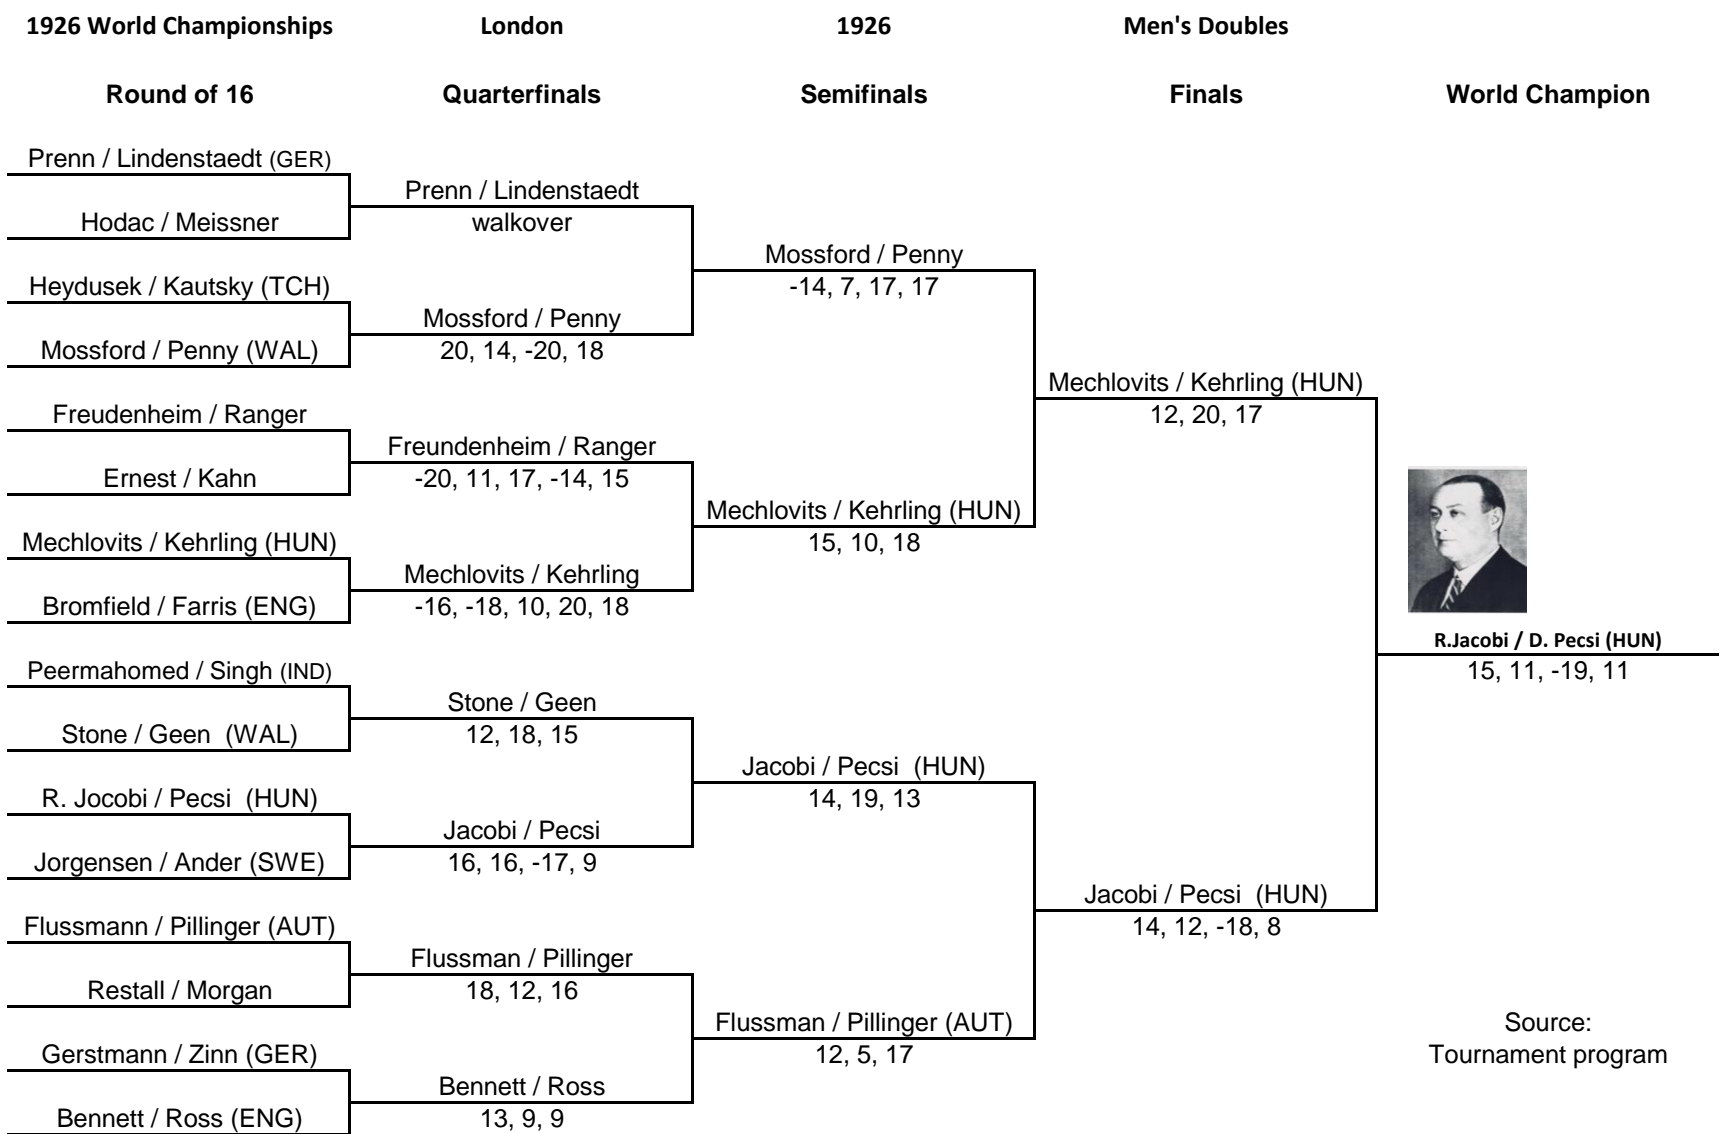 1926 World Championships London 1926 Men's Doubles
Round of 16 Quarterfinals Semifinals Finals World Champion
Prenn / Lindenstaedt (GER)
Hodac / Meissner
Heydusek / Kautsky (TCH)
Mossford / Penny (WAL)
Freudenheim / Ranger
Ernest / Kahn
Mechlovits / Kehrling (HUN)
Bromfield / Farris (ENG)
Peermahomed / Singh (IND)
Stone / Geen (WAL)
R. Jocobi / Pecsi (HUN)
Jorgensen / Ander (SWE)
Flussmann / Pillinger (AUT)
Restall / Morgan
Gerstmann / Zinn (GER)
Bennett / Ross (ENG)
Prenn / Lindenstaedt
walkover
Mossford / Penny
20, 14, -20, 18
Freundenheim / Ranger
-20, 11, 17, -14, 15
Mechlovits / Kehrling
-16, -18, 10, 20, 18
Stone / Geen
12, 18, 15
Jacobi / Pecsi
16, 16, -17, 9
Flussman / Pillinger
18, 12, 16
Bennett / Ross
13, 9, 9
Mossford / Penny
-14, 7, 17, 17
Mechlovits / Kehrling (HUN)
15, 10, 18
Jacobi / Pecsi (HUN)
14, 19, 13
Flussman / Pillinger (AUT)
12, 5, 17
Mechlovits / Kehrling (HUN)
12, 20, 17
Jacobi / Pecsi (HUN)
14, 12, -18, 8
R.Jacobi / D. Pecsi (HUN)
15, 11, -19, 11
Source:
Tournament program